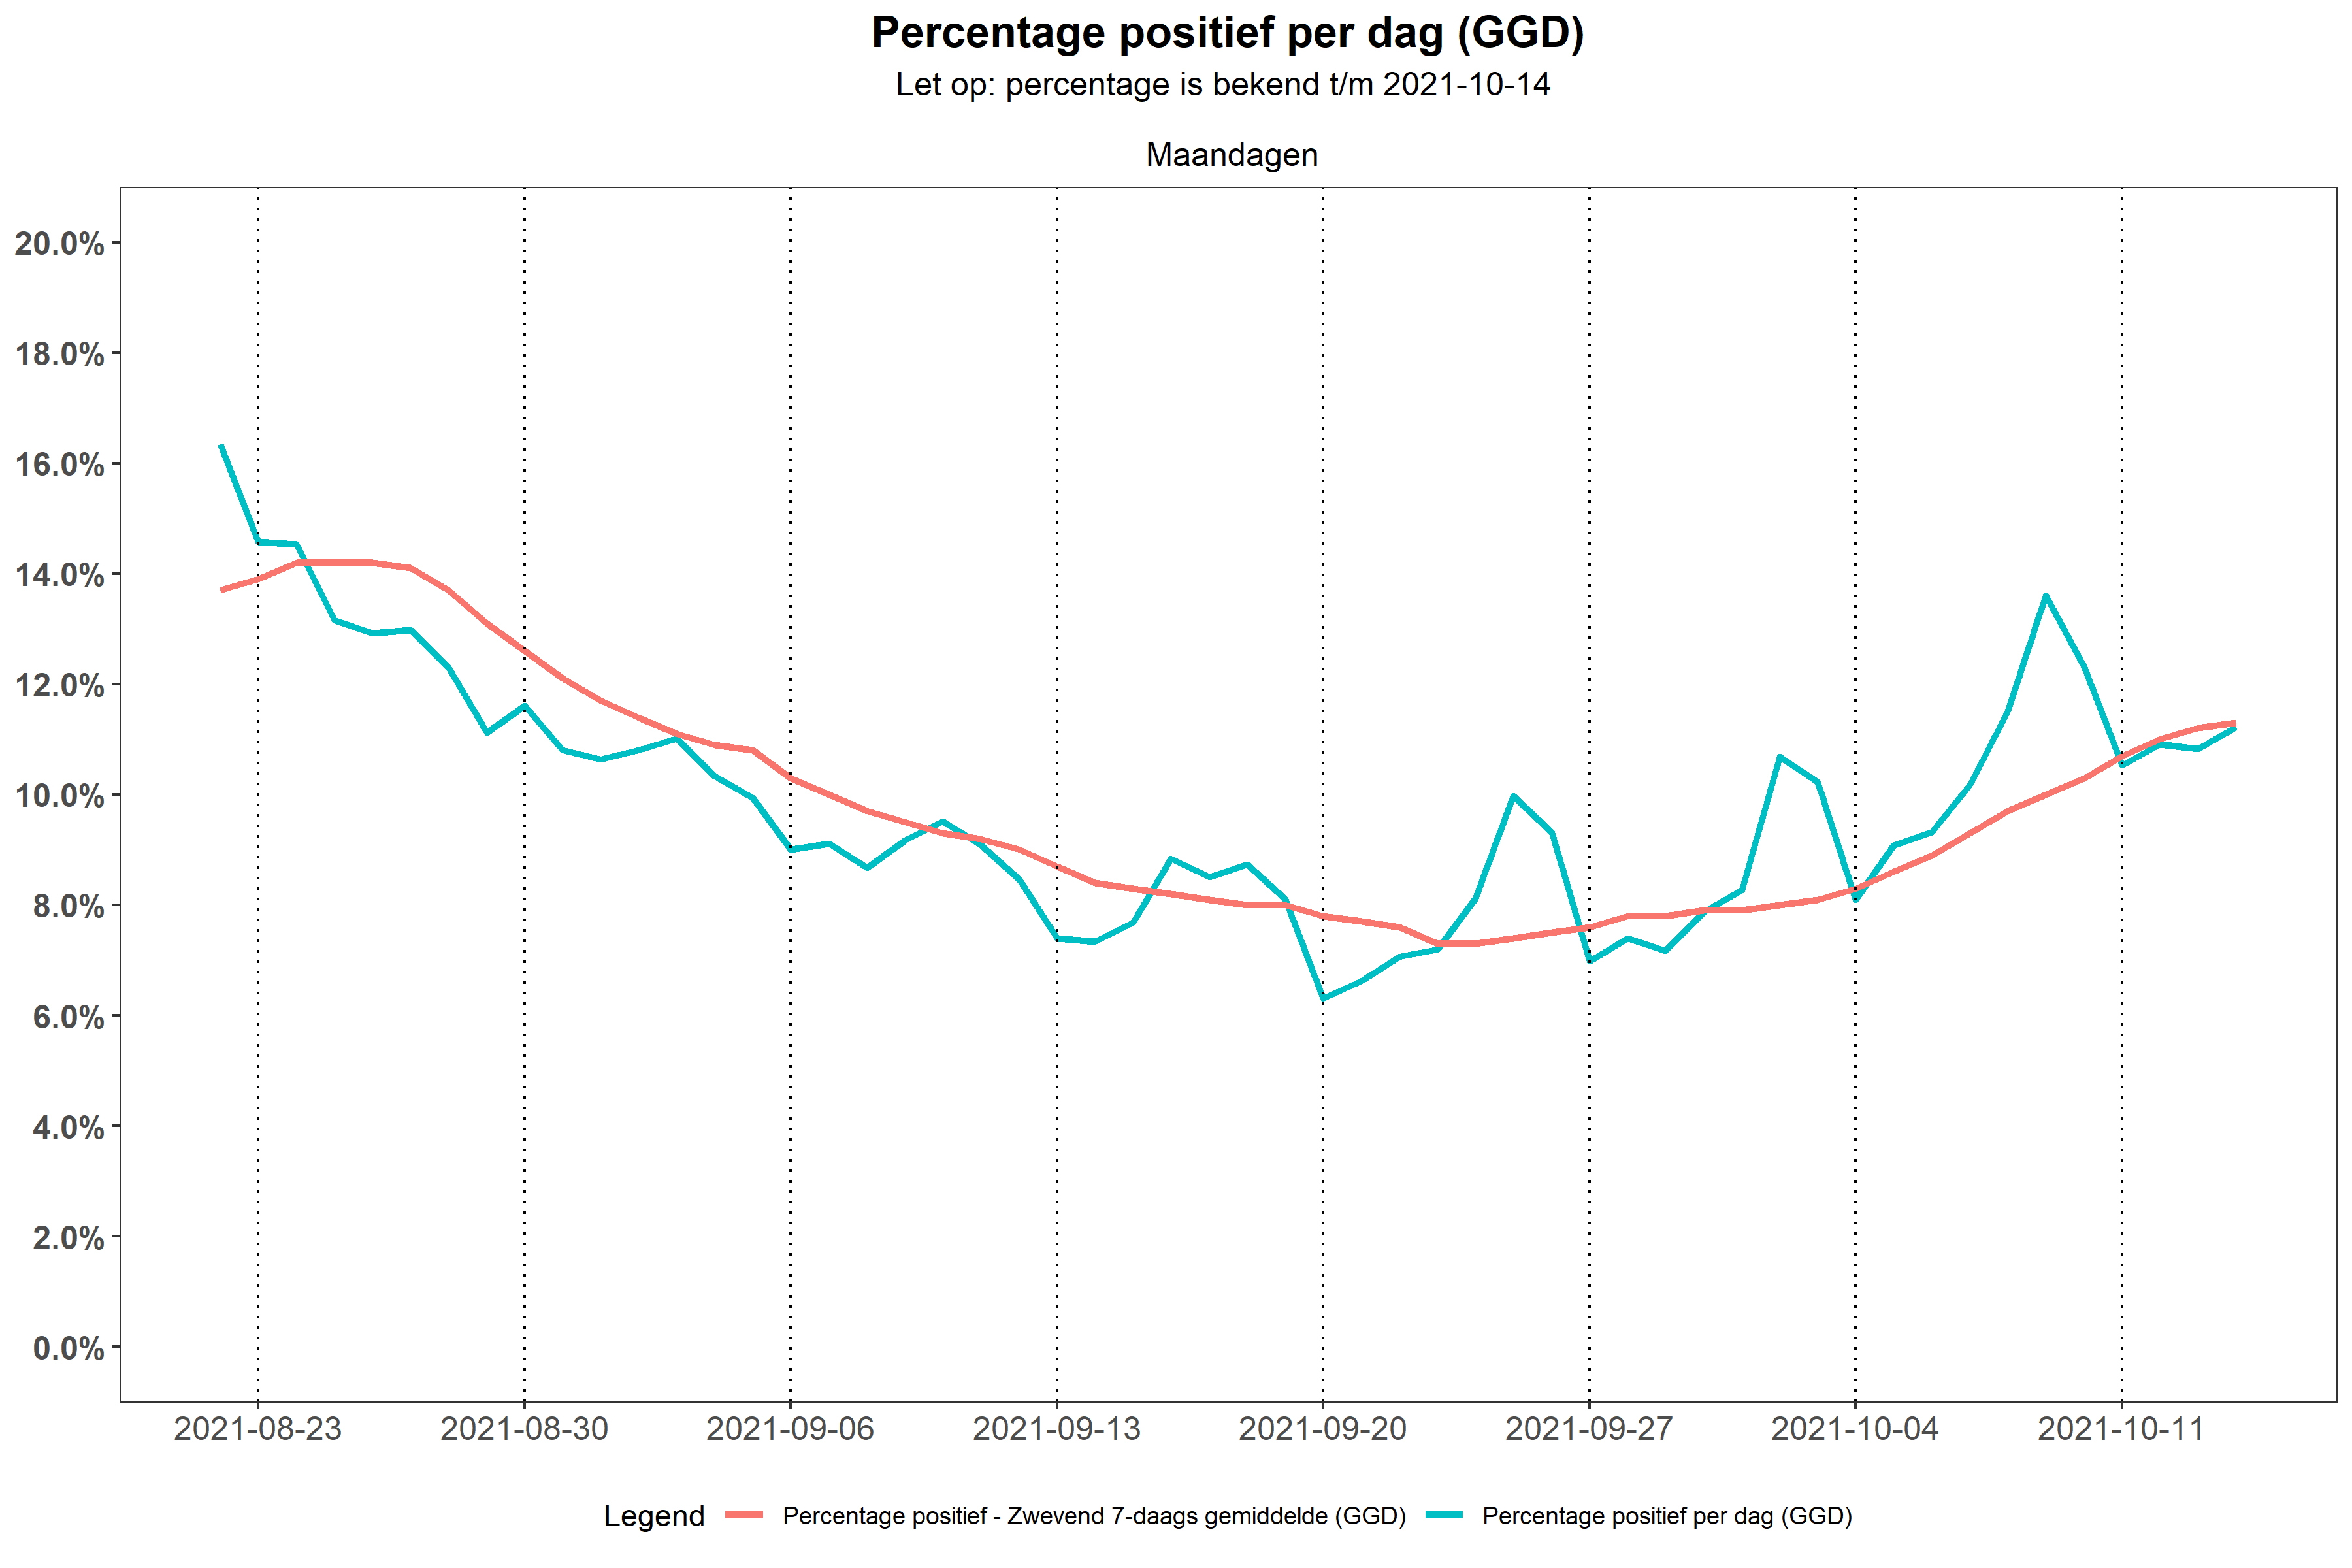 Percentage positief per dag (GGD)
Let op: percentage is bekend t/m 2021-10-14
Maandagen
20.0%
18.0%
16.0%
14.0%
12.0%
10.0%
8.0%
6.0%
4.0%
2.0%
0.0%
2021-08-23 2021-08-30 2021-09-06 2021-09-13 2021-09-20 2021-09-27 2021-10-04 2021-10-11
Legend Percentage positief - Zwevend 7-daags gemiddelde (GGD) Percentage positief per dag (GGD)